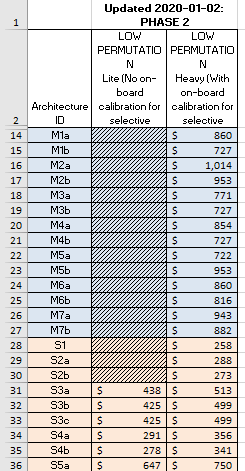 Updated 2020-01-02:
1 PHASE 2
LOW LOW
PERMUTATIO PERMUTATIO
N N
Lite (No on- Heavy (With
board on-board
Architecture calibration for calibration for
2 ID selective selective
14 M1a $ 860
15 M1b $ 727
16 M2a $ 1,014
17 M2b $ 953
18 M3a $ 771
19 M3b $ 727
20 M4a $ 854
21 M4b $ 727
22 M5a $ 722
23 M5b $ 953
24 M6a $ 860
25 M6b $ 816
26 M7a $ 943
27 M7b $ 882
28 S1 $ 258
29 S2a $ 288
30 S2b $ 273
31 S3a $ 438 $ 513
32 S3b $ 425 $ 499
33 S3c $ 425 $ 499
34 S4a $ 291 $ 356
35 S4b $ 278 $ 341
36 S5a $ 647 $ 750